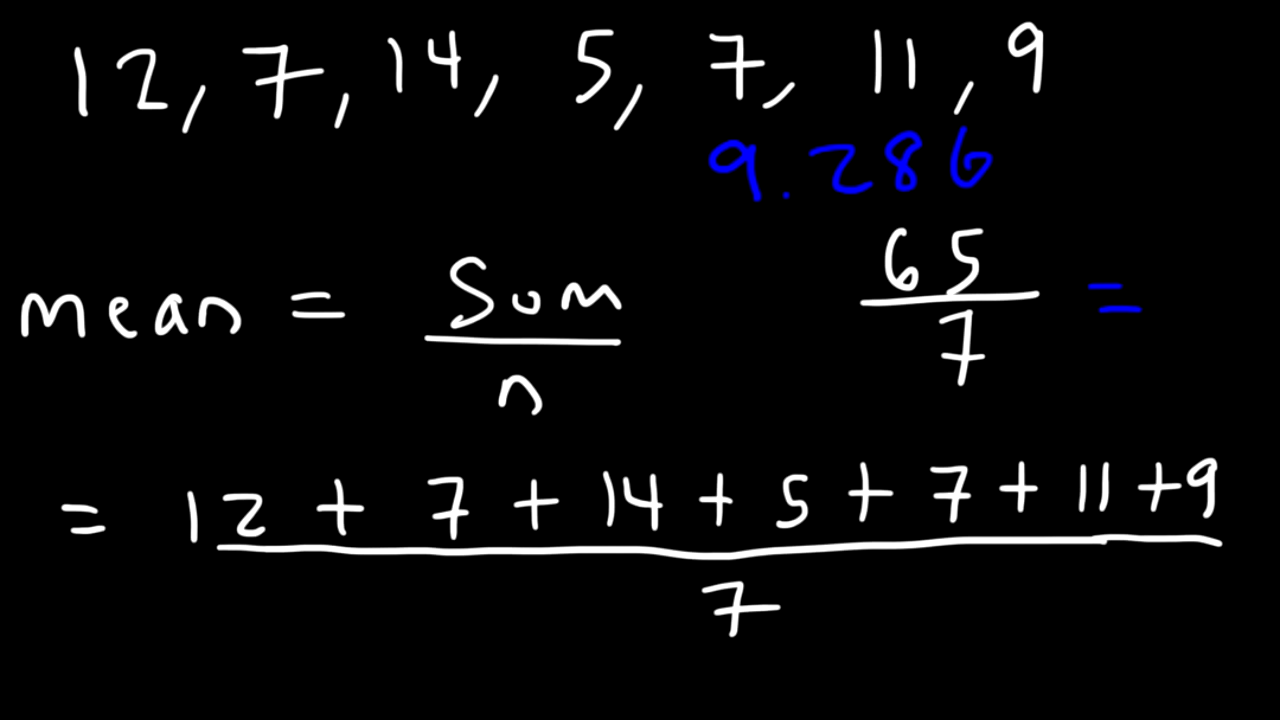 12, 7, 14, 5, 7, 11, 9
9.286
mean = Sum
n
65
7
=
= 12 + 7 + 14 + 5 + 7 + 11 + 9
7